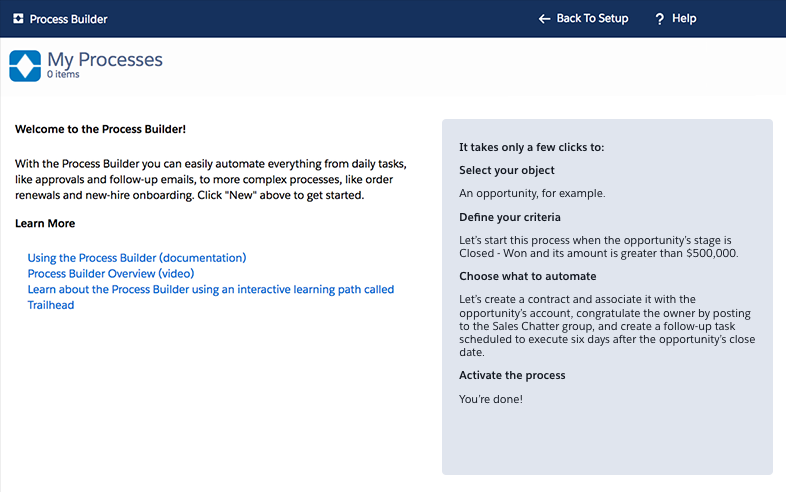 Process Builder
Back To Setup
? Help
My Processes
0 items
Welcome to the Process Builder!
With the Process Builder you can easily automate everything from daily tasks,
like approvals and follow-up emails, to more complex processes, like order
renewals and new-hire onboarding. Click "New" above to get started.
Learn More
Using the Process Builder (documentation)
Process Builder Overview (video)
Learn about the Process Builder using an interactive learning path called
Trailhead
It takes only a few clicks to:
Select your object
An opportunity, for example.
Define your criteria
Let's start this process when the opportunity's stage is
Closed - Won and its amount is greater than $500,000.
Choose what to automate
Let's create a contract and associate it with the
opportunity's account, congratulate the owner by posting
to the Sales Chatter group, and create a follow-up task
scheduled to execute six days after the opportunity's close
date.
Activate the process
You're done!